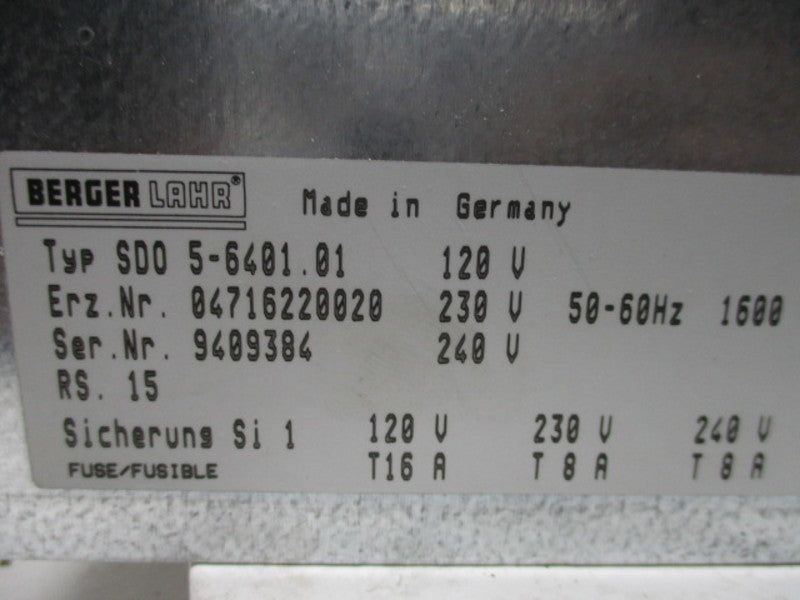 BERGER LAHR® Made in Germany
Typ SDO 5-6401.01 120 V
Erz.Nr. 04716220020 230 V 50-60Hz 1600
Ser.Nr. 9409384 240 V
RS. 15
Sicherung Si 1 120 V 230 V 240 V
FUSE/FUSIBLE T16 A T 8 A T 8 A